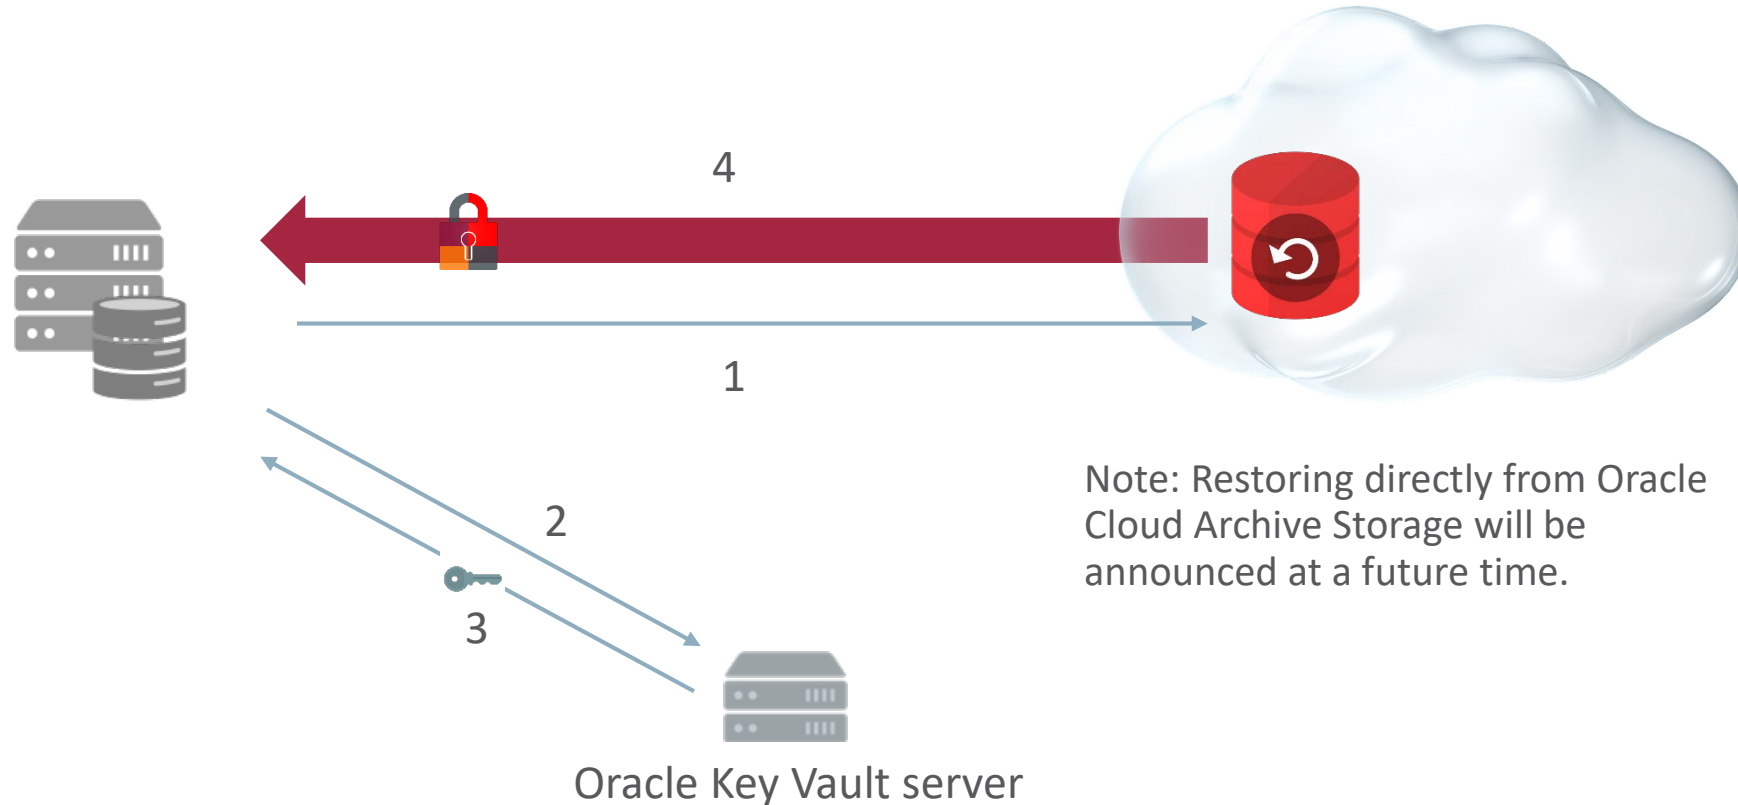 4
1
Note: Restoring directly from Oracle
Cloud Archive Storage will be
announced at a future time.
2
3
Oracle Key Vault server